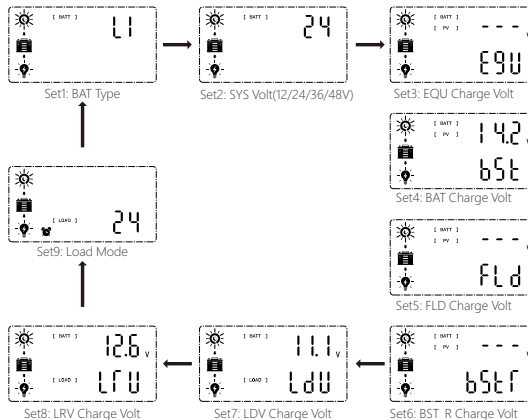 [ BATT ]
LI
Set1: BAT Type
[ BATT ]
24
Set2: SYS Volt(12/24/36/48V)
[ BATT ]
[ PV ]
- - - V
EQU
Set3: EQU Charge Volt
[ BATT ]
[ PV ]
14.2 V
bSt
Set4: BAT Charge Volt
[ BATT ]
[ PV ]
- - - V
FLd
Set5: FLD Charge Volt
[ BATT ]
[ PV ]
- - - V
bStr
Set6: BST_R Charge Volt
[ BATT ]
11.1 V
[ LOAD ]
LdU
Set7: LDV Charge Volt
[ BATT ]
12.6 V
[ LOAD ]
LrU
Set8: LRV Charge Volt
[ LOAD ]
24
Set9: Load Mode